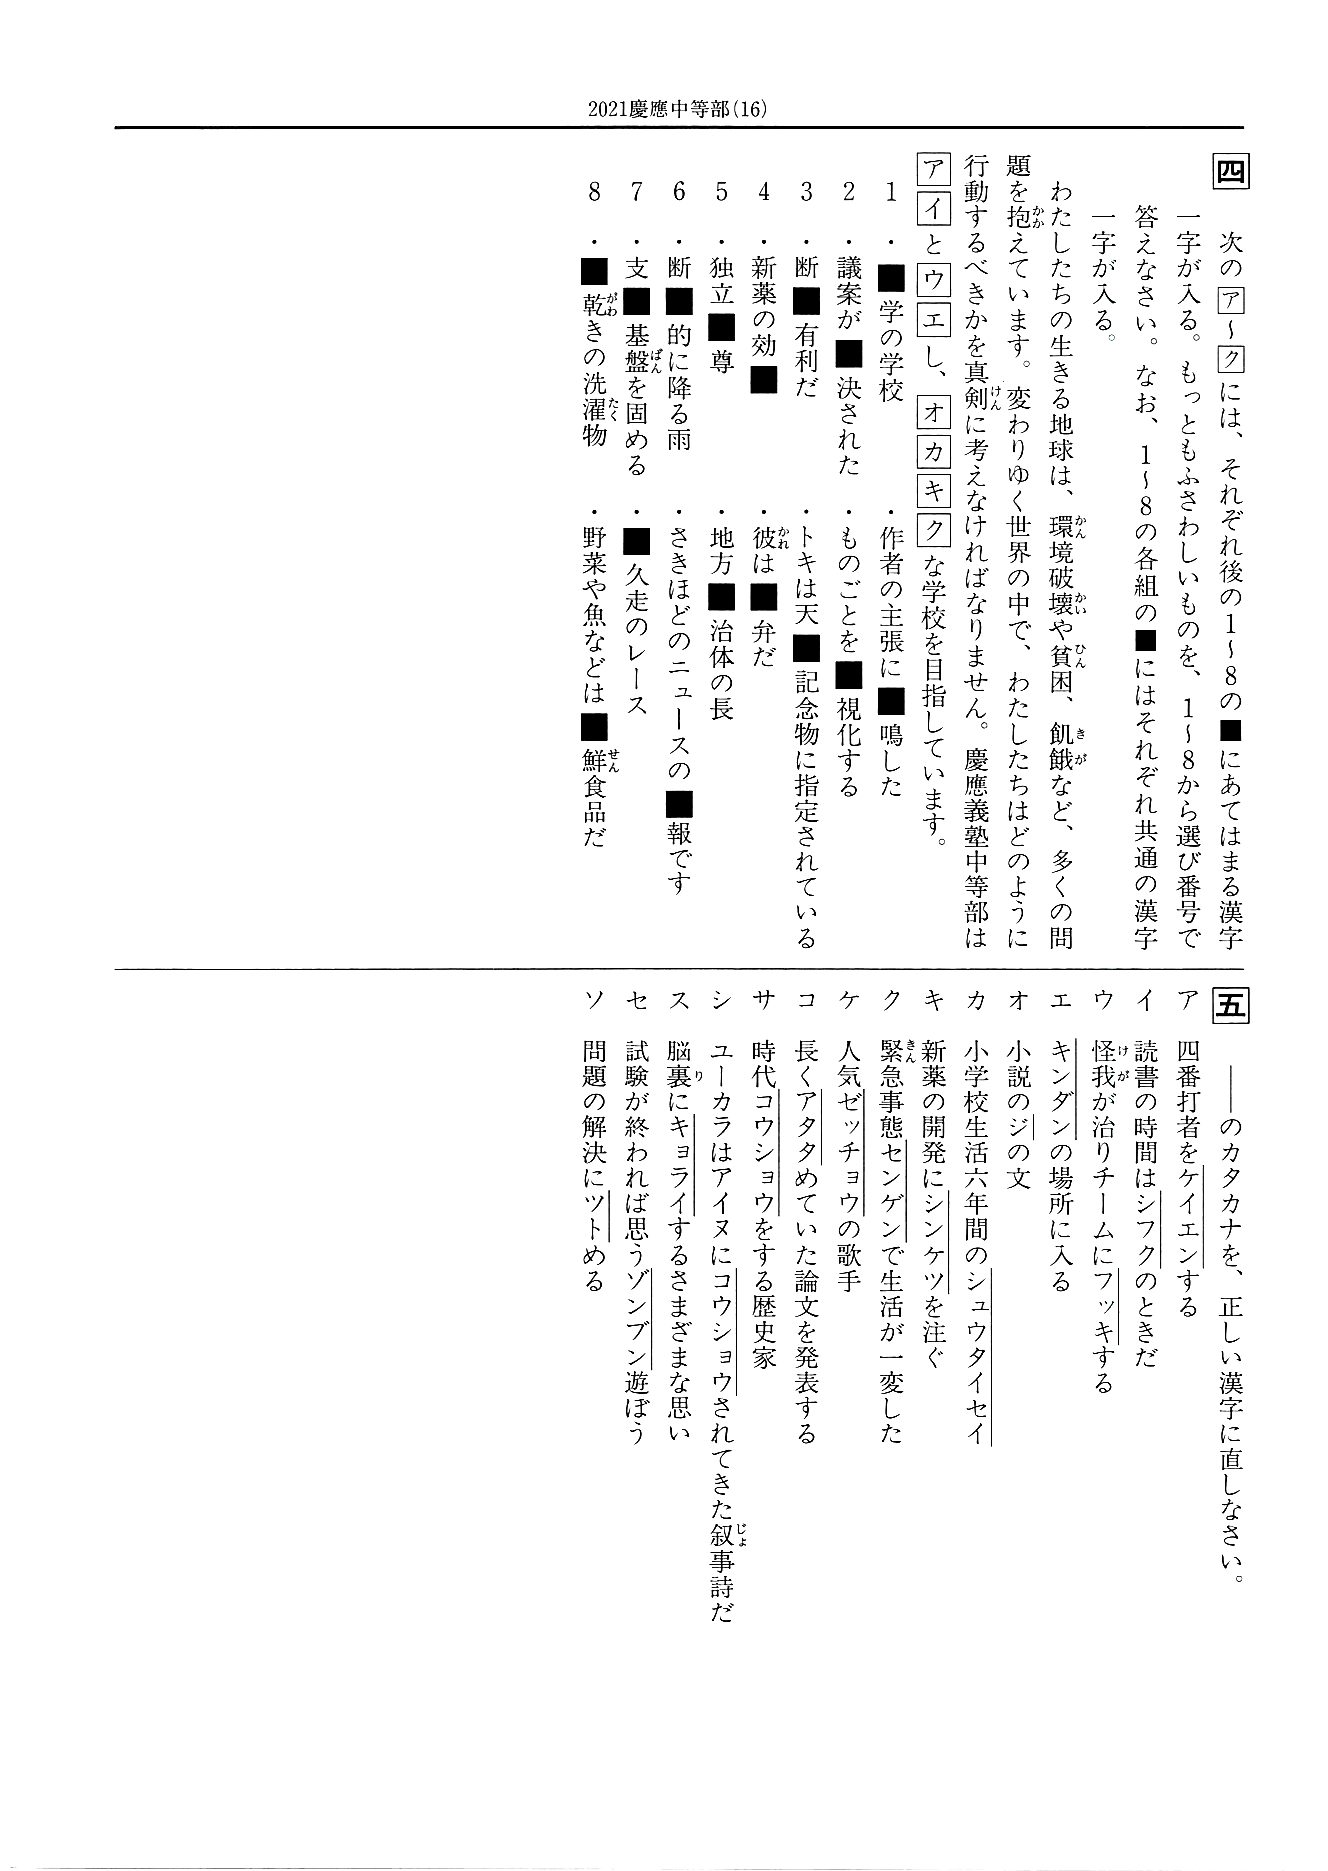 2021慶應中等部(16)
四 次のア〜クには、それぞれ後の1〜8の■にあてはまる漢字
一字が入る。もっともふさわしいものを、1〜8から選び番号で
答えなさい。なお、1〜8の各組の■にはそれぞれ共通の漢字
一字が入る。
わたしたちの生きる地球は、環境破壊や貧困、飢餓など、多くの問
題を抱えています。変わりゆく世界の中で、わたしたちはどのように
行動するべきかを真剣に考えなければなりません。慶應義塾中等部は
アイとウエし、オカキクな学校を目指しています。
1 ・■学の学校 ・作者の主張に■鳴した
2 ・議案が■決された ・ものごとを■視化する
3 ・断■有利だ ・トキは天■記念物に指定されている
4 ・新薬の効■ ・彼は■弁だ
5 ・独立■尊 ・地方■治体の長
6 ・断■的に降る雨 ・さきほどのニュースの■報です
7 ・支■基盤を固める ・■久走のレース
8 ・■乾きの洗濯物 ・野菜や魚などは■鮮食品だ
五 ――のカタカナを、正しい漢字に直しなさい。
ア 四番打者をケイエンする
イ 読書の時間はシフクのときだ
ウ 怪我が治りチームにフッキする
エ キンダンの場所に入る
オ 小説のジの文
カ 小学校生活六年間のシュウタイセイ
キ 新薬の開発にシンケツを注ぐ
ク 緊急事態センゲンで生活が一変した
ケ 人気ゼッチョウの歌手
コ 長くアタタめていた論文を発表する
サ 時代コウショウをする歴史家
シ ユーカラはアイヌにコウショウされてきた叙事詩だ
ス 脳裏にキョライするさまざまな思い
セ 試験が終われば思うゾンブン遊ぼう
ソ 問題の解決にツトめる